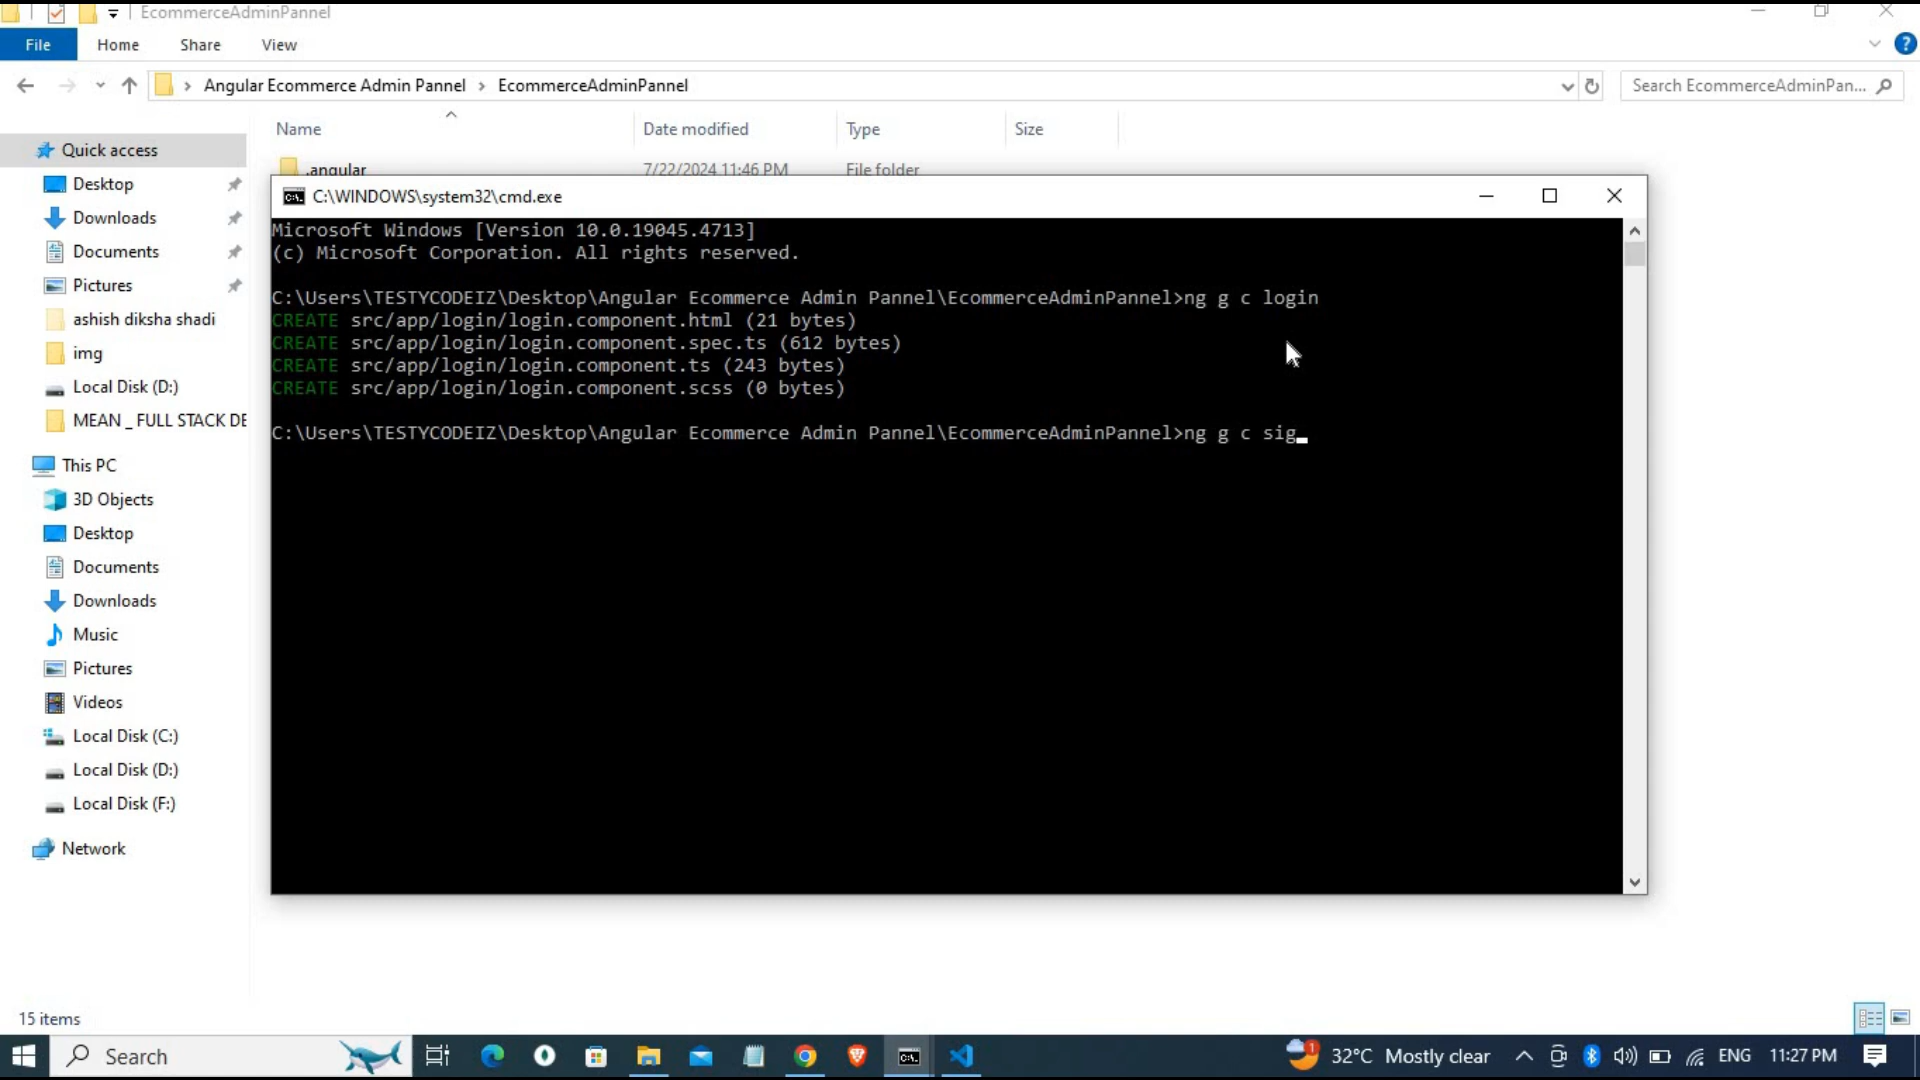 EcommerceAdminPannel
File Home Share View
Angular Ecommerce Admin Pannel > EcommerceAdminPannel
Search EcommerceAdminPan...
Name Date modified Type Size
.angular 7/22/2024 11:46 PM File folder
Quick access
Desktop
Downloads
Documents
Pictures
ashish diksha shadi
img
Local Disk (D:)
MEAN _ FULL STACK DE
This PC
3D Objects
Desktop
Documents
Downloads
Music
Pictures
Videos
Local Disk (C:)
Local Disk (D:)
Local Disk (F:)
Network
C:\WINDOWS\system32\cmd.exe
Microsoft Windows [Version 10.0.19045.4713]
(c) Microsoft Corporation. All rights reserved.
C:\Users\TESTYCODEIZ\Desktop\Angular Ecommerce Admin Pannel\EcommerceAdminPannel>ng g c login
CREATE src/app/login/login.component.html (21 bytes)
CREATE src/app/login/login.component.spec.ts (612 bytes)
CREATE src/app/login/login.component.ts (243 bytes)
CREATE src/app/login/login.component.scss (0 bytes)
C:\Users\TESTYCODEIZ\Desktop\Angular Ecommerce Admin Pannel\EcommerceAdminPannel>ng g c sig_
15 items
Search
1 32°C Mostly clear ENG 11:27 PM